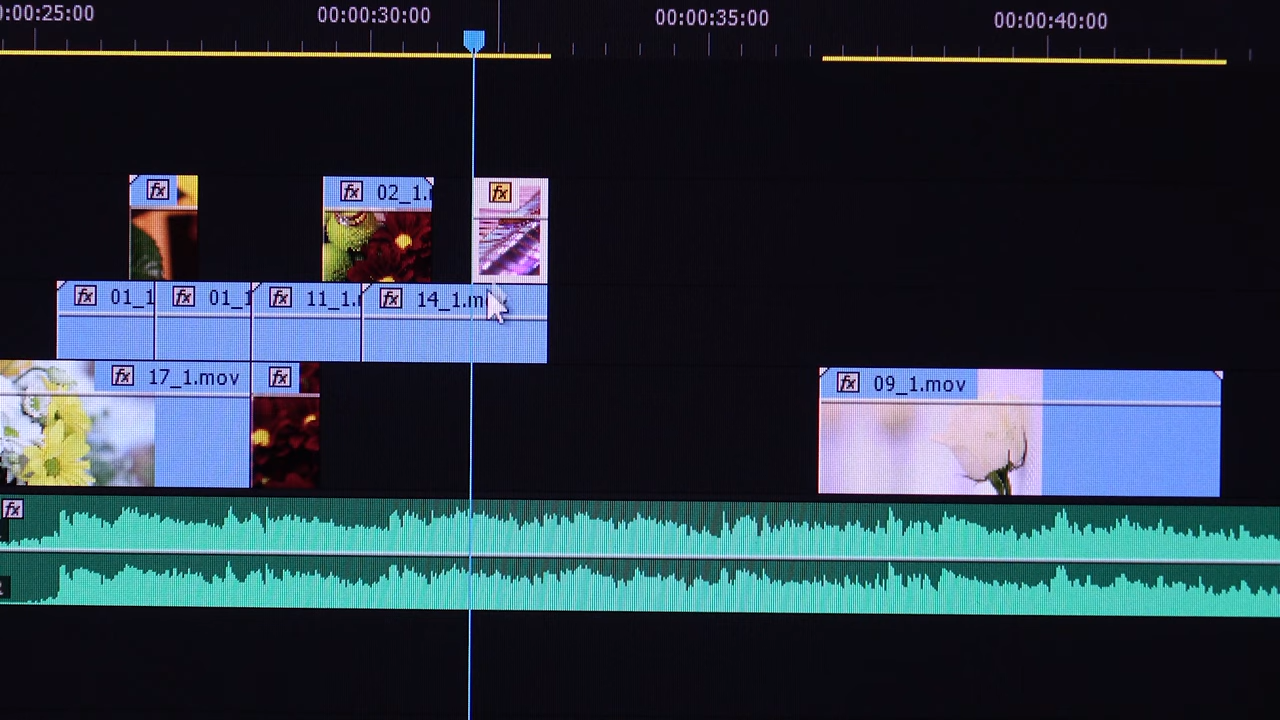 00:00:25:00 00:00:30:00 00:00:35:00 00:00:40:00
fx fx 02_1. fx
fx 01_1 fx 01_1 fx 11_1. fx 14_1.m
fx 17_1.mov fx fx 09_1.mov
fx